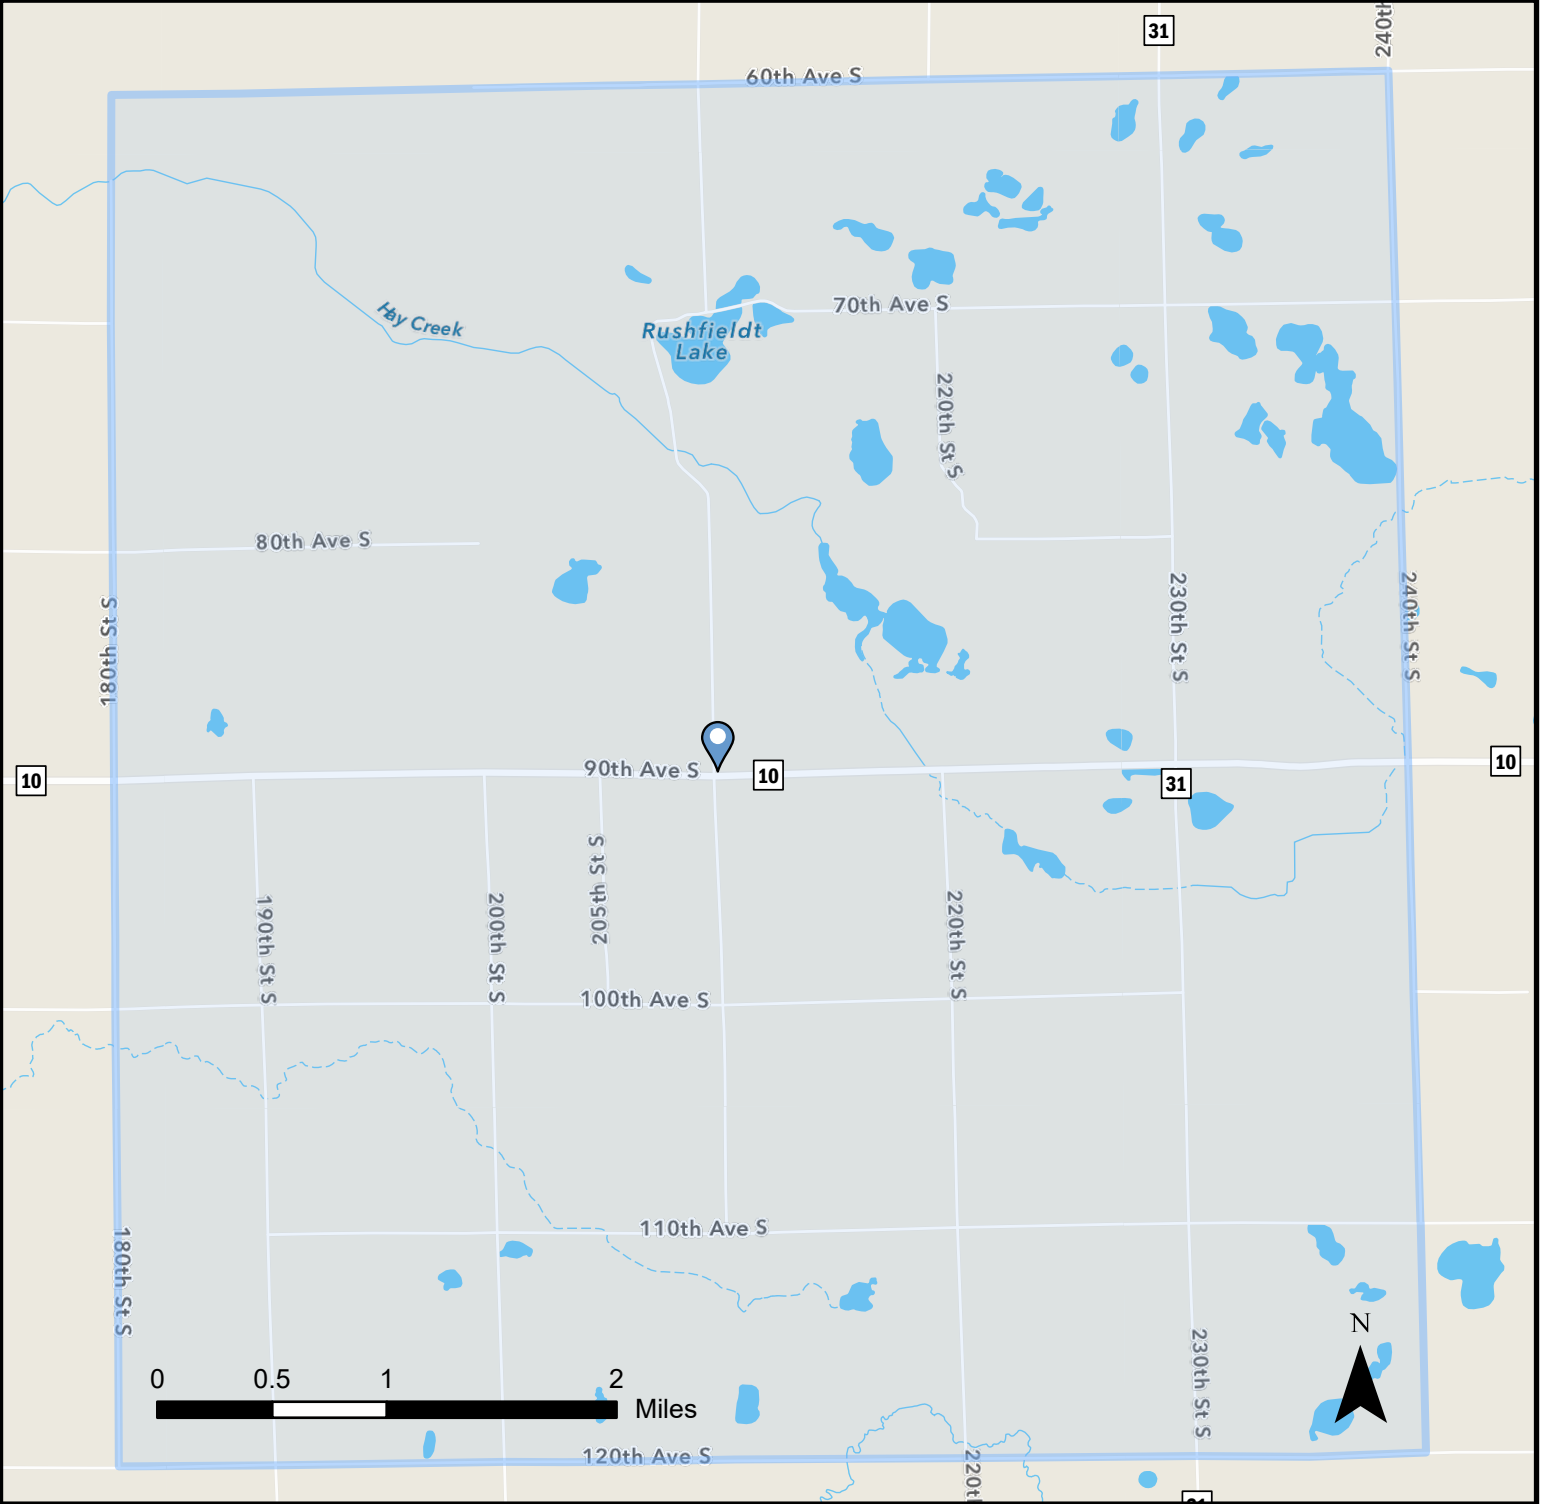 31
240th
60th Ave S
Hay Creek
70th Ave S
Rushfieldt
Lake
220th St S
80th Ave S
180th St S
230th St S
240th St S
90th Ave S
10
10
10
31
205th St S
190th St S
200th St S
220th St S
100th Ave S
110th Ave S
180th St S
N
230th St S
0 0.5 1 2
Miles
120th Ave S
220th